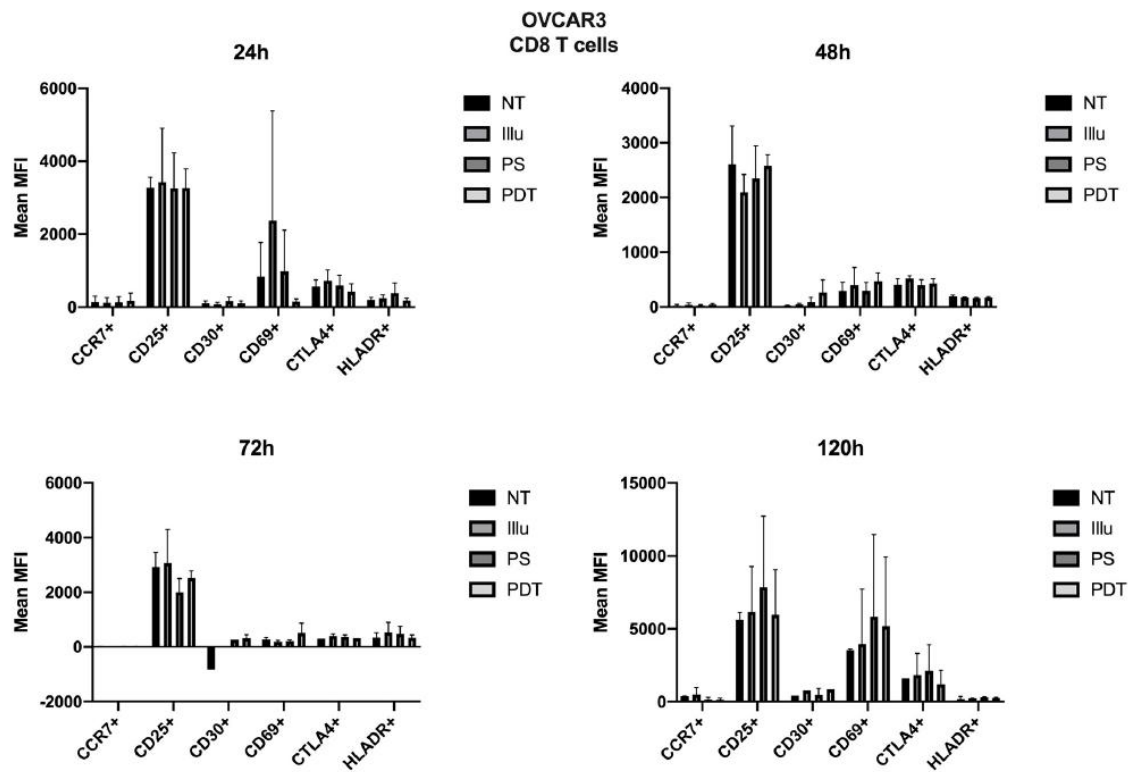 OVCAR3
CD8 T cells
24h
Mean MFI
6000
4000
2000
0
CCR7+
CD25+
CD30+
CD69+
CTLA4+
HLADR+
NT
Illu
PS
PDT
48h
Mean MFI
4000
3000
2000
1000
0
CCR7+
CD25+
CD30+
CD69+
CTLA4+
HLADR+
NT
Illu
PS
PDT
72h
Mean MFI
6000
4000
2000
0
-2000
CCR7+
CD25+
CD30+
CD69+
CTLA4+
HLADR+
NT
Illu
PS
PDT
120h
Mean MFI
15000
10000
5000
0
CCR7+
CD25+
CD30+
CD69+
CTLA4+
HLADR+
NT
Illu
PS
PDT